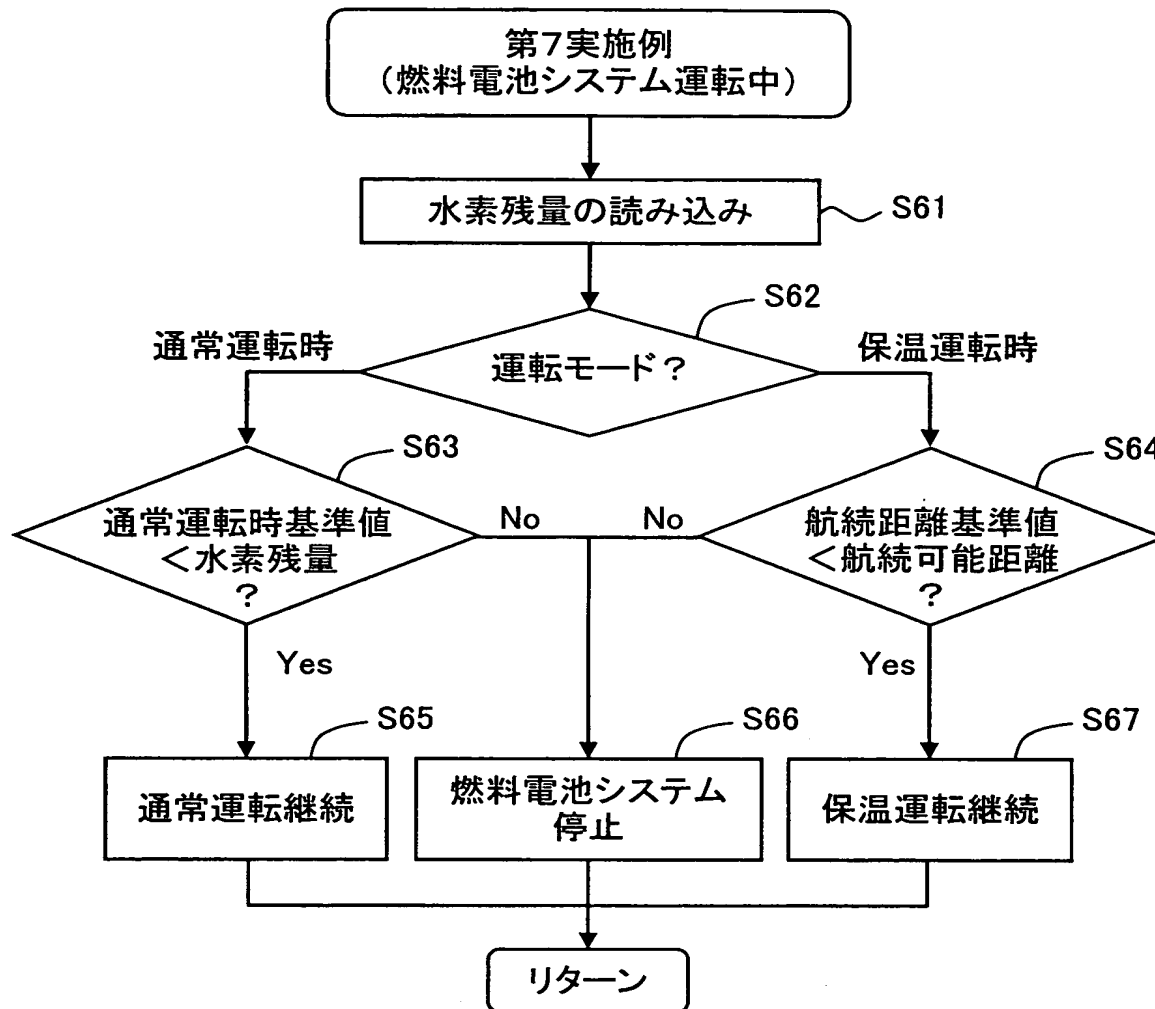 第7実施例
（燃料電池システム運転中）
水素残量の読み込み
S61
S62
通常運転時
運転モード？
保温運転時
S63
S64
通常運転時基準値
＜水素残量
？
No
No
航続距離基準値
＜航続可能距離
？
Yes
Yes
S65
S66
S67
通常運転継続
燃料電池システム
停止
保温運転継続
リターン